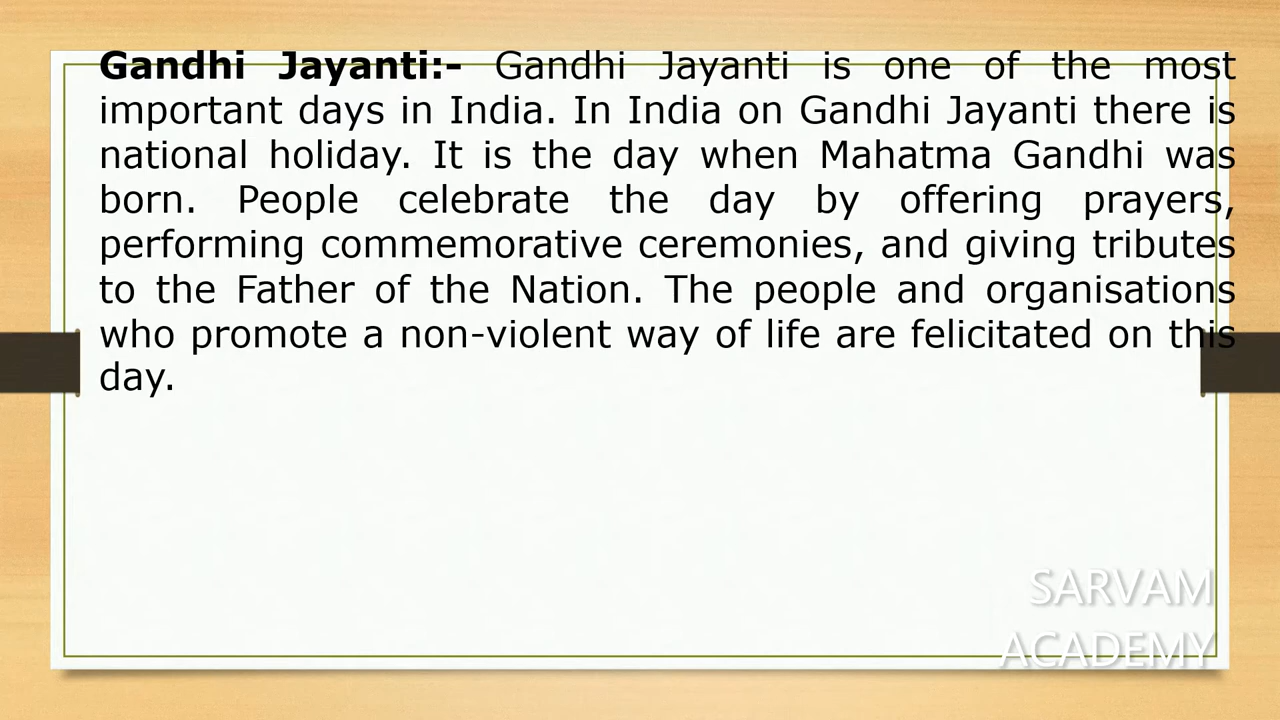 Gandhi Jayanti:- Gandhi Jayanti is one of the most
important days in India. In India on Gandhi Jayanti there is
national holiday. It is the day when Mahatma Gandhi was
born. People celebrate the day by offering prayers,
performing commemorative ceremonies, and giving tributes
to the Father of the Nation. The people and organisations
who promote a non-violent way of life are felicitated on this
day.
SARVAM
ACADEMY